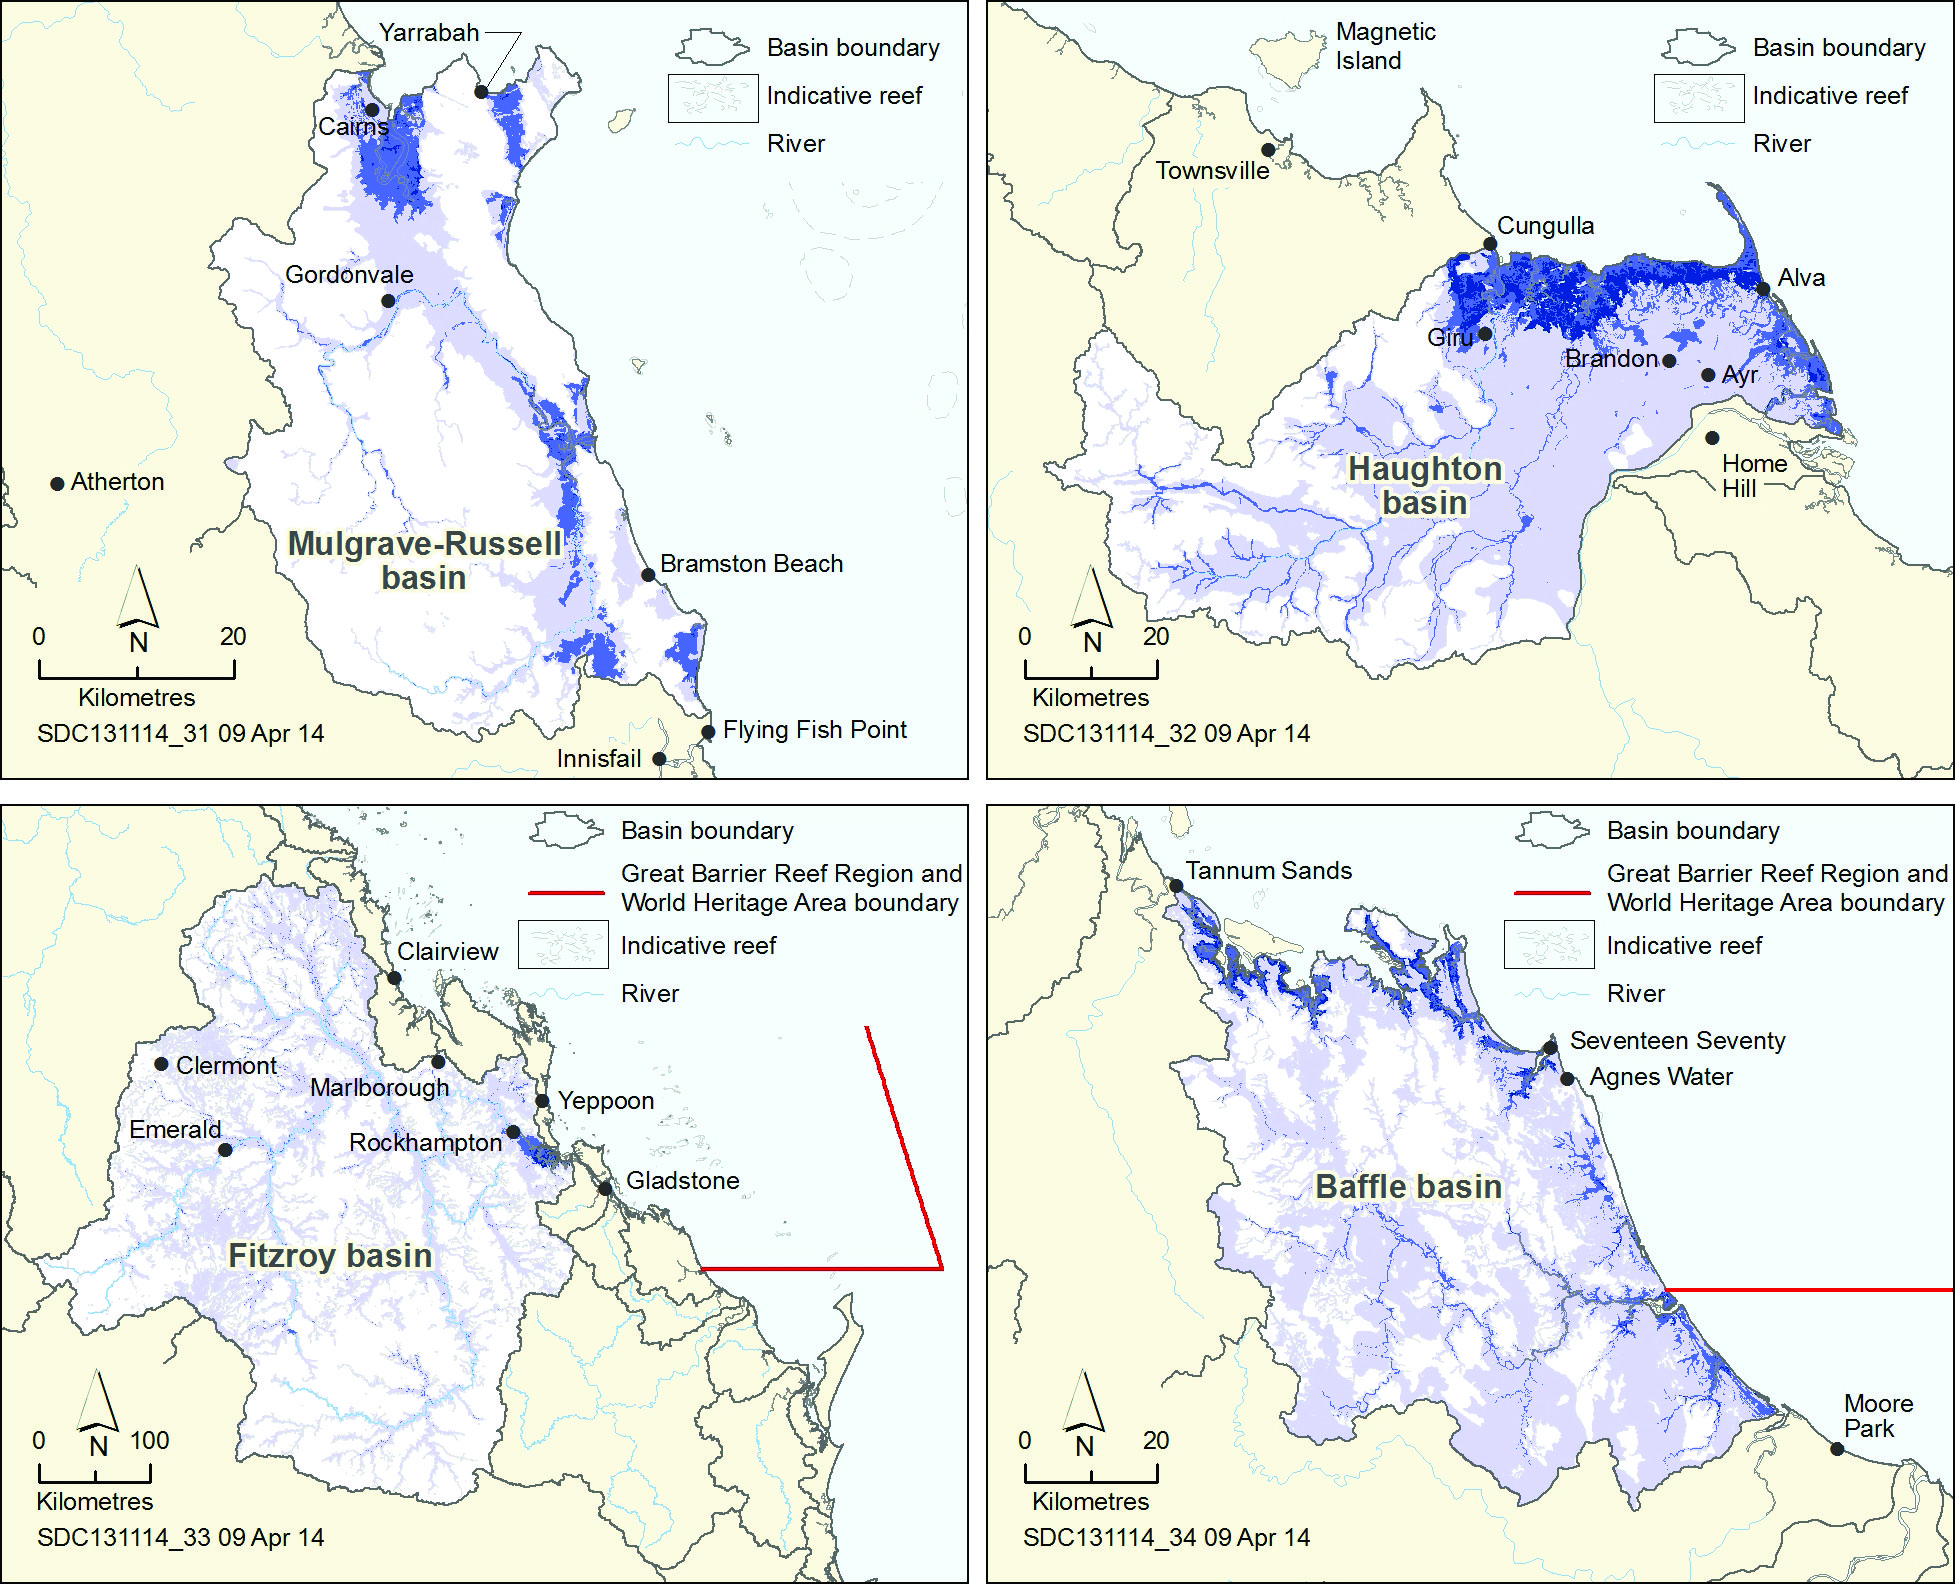 Yarrabah
Basin boundary
Indicative reef
River
Cairns
Gordonvale
Atherton
Mulgrave-Russell
basin
Bramston Beach
0 20
N
Kilometres
SDC131114_31 09 Apr 14
Flying Fish Point
Innisfail
Magnetic
Island
Basin boundary
Indicative reef
River
Townsville
Cungulla
Alva
Giru
Brandon
Ayr
Haughton
basin
Home
Hill
0 20
N
Kilometres
SDC131114_32 09 Apr 14
Basin boundary
Great Barrier Reef Region and
World Heritage Area boundary
Indicative reef
River
Clairview
Clermont
Marlborough
Yeppoon
Emerald
Rockhampton
Gladstone
Fitzroy basin
0 100
N
Kilometres
SDC131114_33 09 Apr 14
Basin boundary
Great Barrier Reef Region and
World Heritage Area boundary
Indicative reef
River
Tannum Sands
Seventeen Seventy
Agnes Water
Baffle basin
Moore
Park
0 20
N
Kilometres
SDC131114_34 09 Apr 14